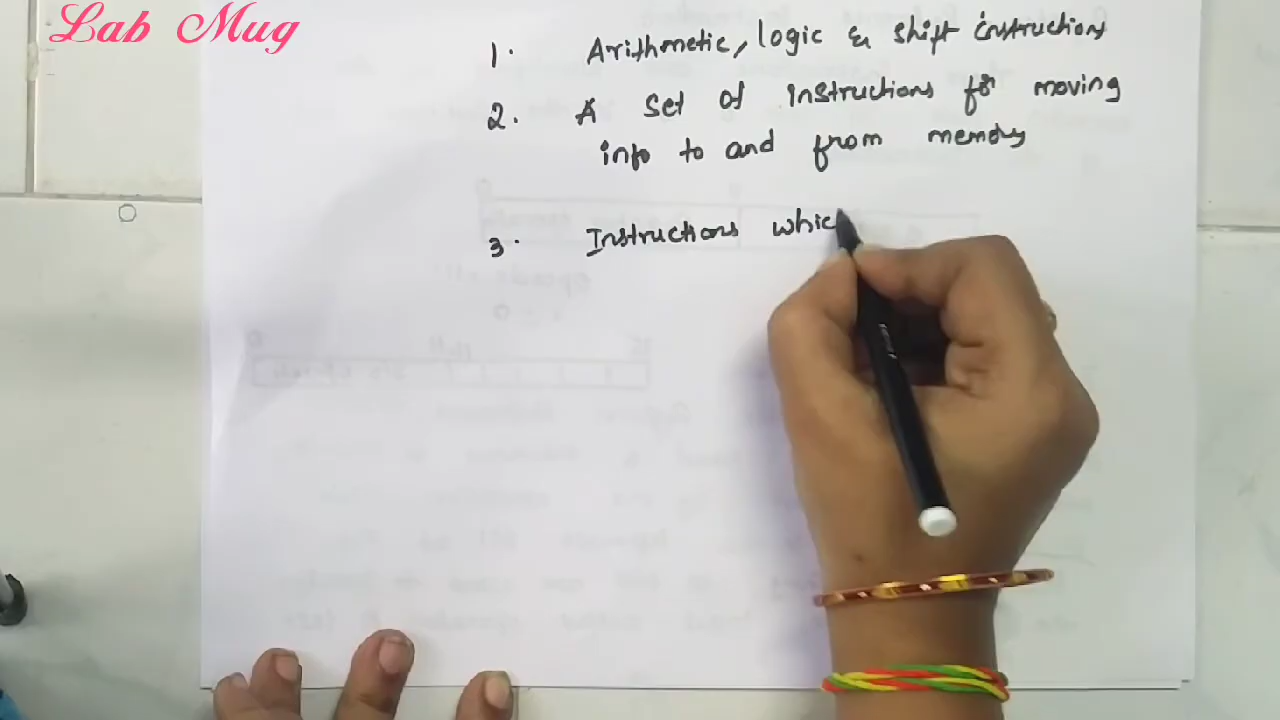 Lab Mug
1. Arithmetic, logic & shift instructions
2. A set of instructions for moving
info to and from memory
3. Instructions whic